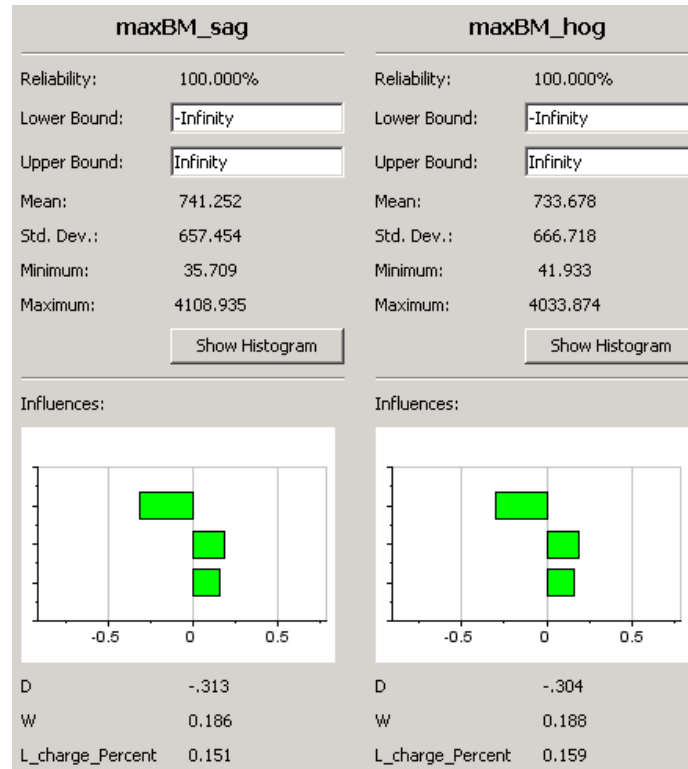 maxBM_sag
Reliability: 100.000%
Lower Bound: -Infinity
Upper Bound: Infinity
Mean: 741.252
Std. Dev.: 657.454
Minimum: 35.709
Maximum: 4108.935
Show Histogram
Influences:
-0.5 0 0.5
D -.313
W 0.186
L_charge_Percent 0.151
maxBM_hog
Reliability: 100.000%
Lower Bound: -Infinity
Upper Bound: Infinity
Mean: 733.678
Std. Dev.: 666.718
Minimum: 41.933
Maximum: 4033.874
Show Histogram
Influences:
-0.5 0 0.5
D -.304
W 0.188
L_charge_Percent 0.159